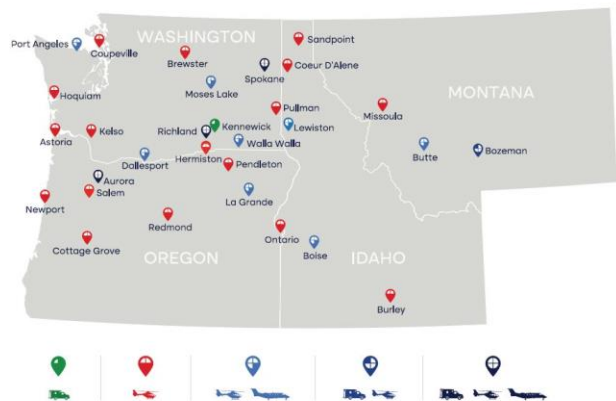 Port Angeles
Coupeville
WASHINGTON
Sandpoint
Brewster
Spokane
Coeur D'Alene
Moses Lake
Hoquiam
Pullman
Missoula
MONTANA
Richland
Kennewick
Lewiston
Astoria
Kelso
Walla Walla
Hermiston
Butte
Bozeman
Dallesport
Pendleton
Aurora
Salem
La Grande
Newport
Redmond
Ontario
Cottage Grove
Boise
OREGON
IDAHO
Burley